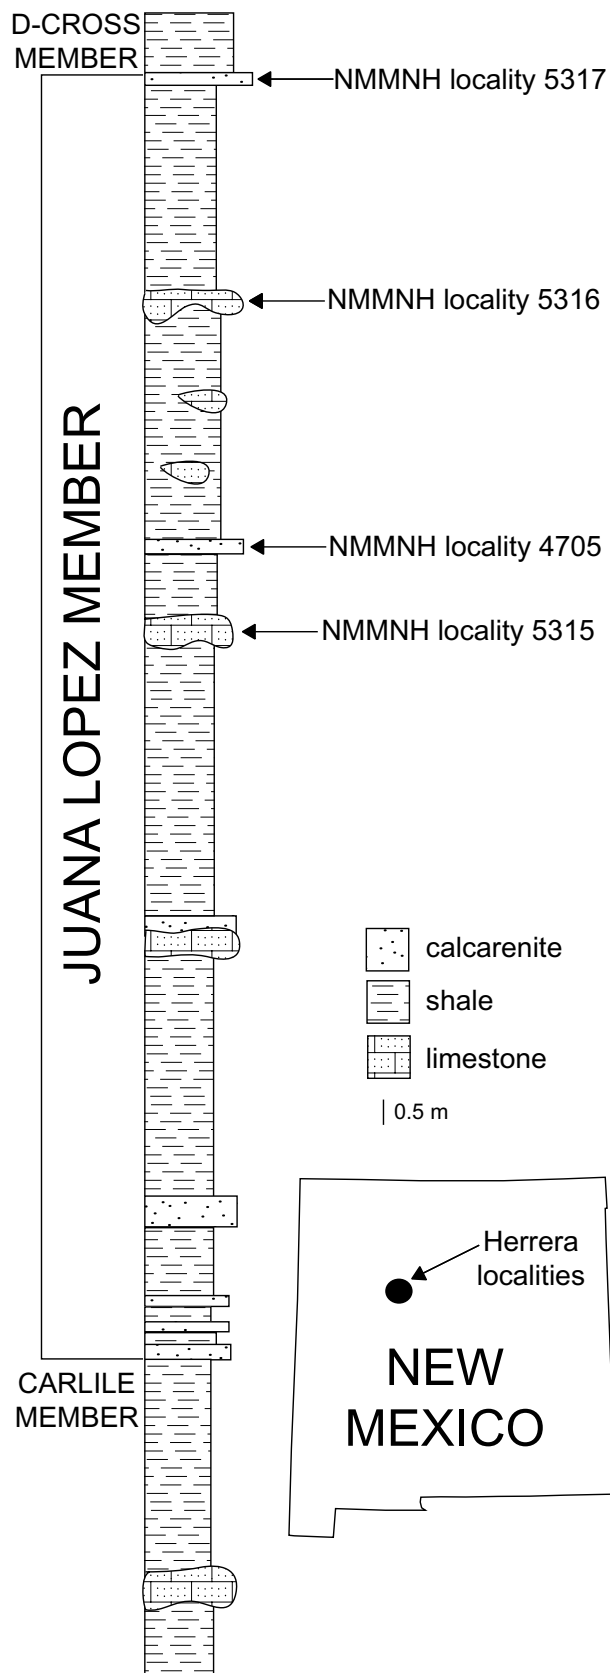 D-CROSS
MEMBER
NMMNH locality 5317
NMMNH locality 5316
JUANA LOPEZ MEMBER
NMMNH locality 4705
NMMNH locality 5315
calcarenite
shale
limestone
0.5 m
Herrera
localities
NEW
MEXICO
CARLILE
MEMBER